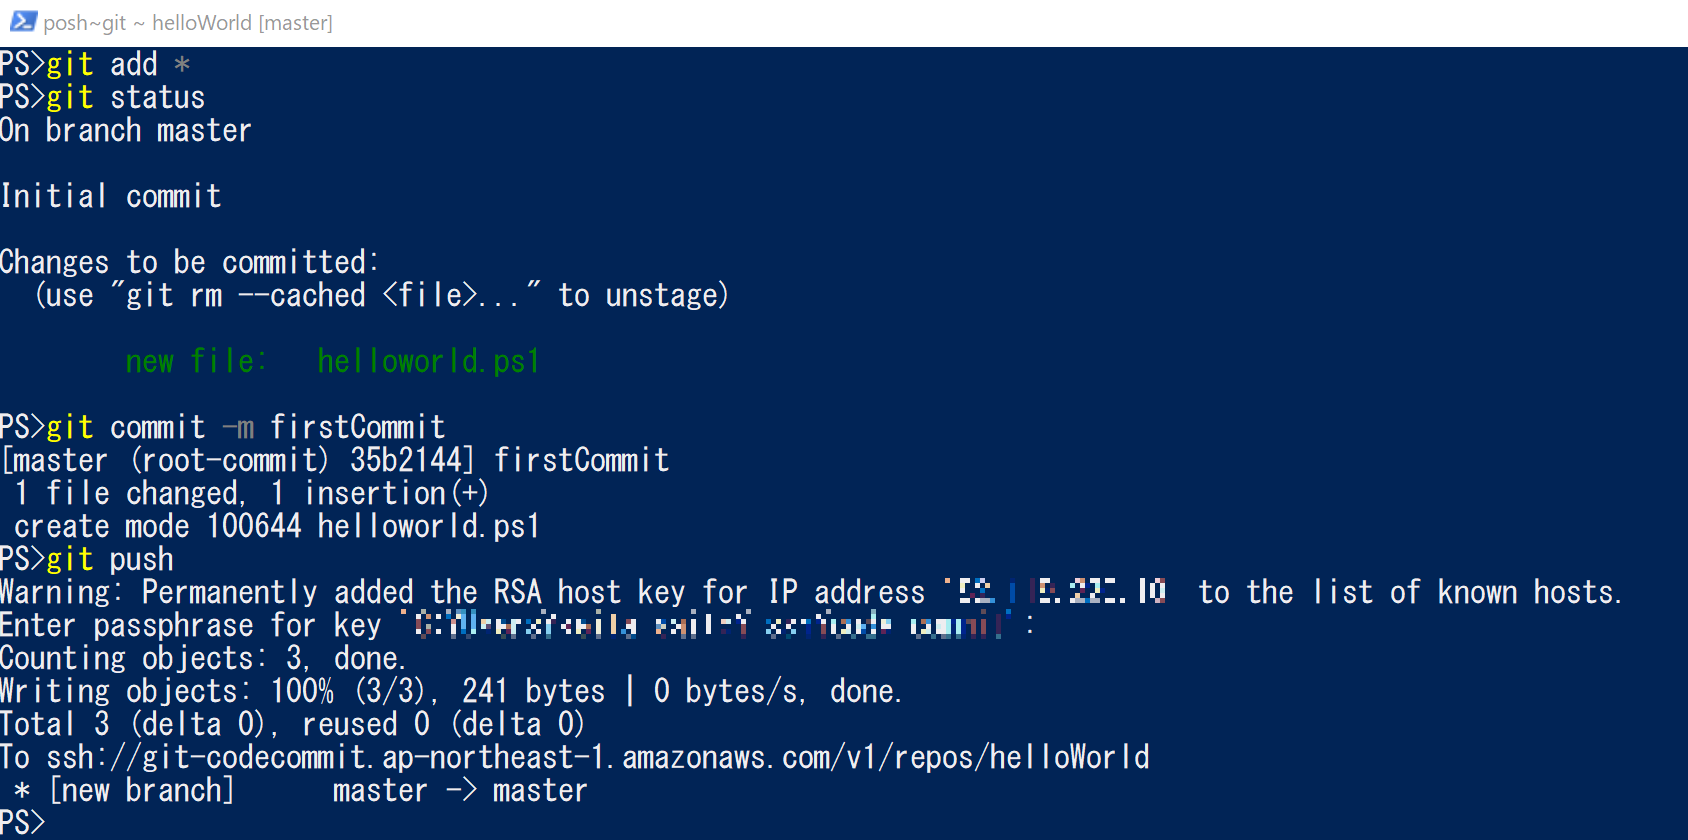 posh~git ~ helloWorld [master]
PS>git add *
PS>git status
On branch master
Initial commit
Changes to be committed:
(use "git rm --cached <file>..." to unstage)
new file: helloworld.ps1
PS>git commit -m firstCommit
[master (root-commit) 35b2144] firstCommit
1 file changed, 1 insertion(+)
create mode 100644 helloworld.ps1
PS>git push
Warning: Permanently added the RSA host key for IP address to the list of known hosts.
Enter passphrase for key :
Counting objects: 3, done.
Writing objects: 100% (3/3), 241 bytes | 0 bytes/s, done.
Total 3 (delta 0), reused 0 (delta 0)
To ssh://git-codecommit.ap-northeast-1.amazonaws.com/v1/repos/helloWorld
* [new branch] master -> master
PS>